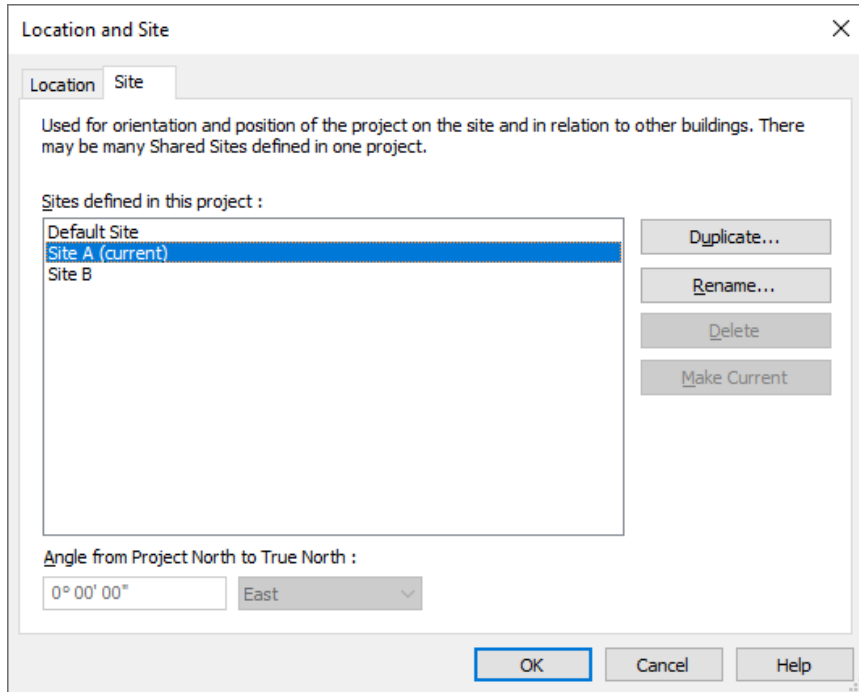 Location and Site
Location
Site
Used for orientation and position of the project on the site and in relation to other buildings. There
may be many Shared Sites defined in one project.
Sites defined in this project :
Default Site
Site A (current)
Site B
Duplicate...
Rename...
Delete
Make Current
Angle from Project North to True North :
0° 00' 00"
East
OK
Cancel
Help